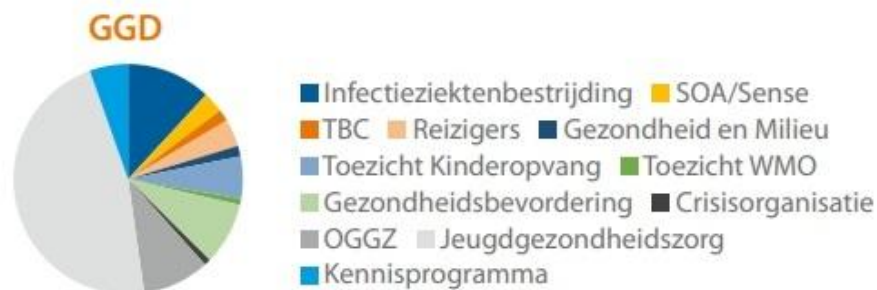 GGD
Infectieziektenbestrijding SOA/Sense
TBC Reizigers Gezondheid en Milieu
Toezicht Kinderopvang Toezicht WMO
Gezondheidsbevordering Crisisorganisatie
OGGZ Jeugdgezondheidszorg
Kennisprogramma